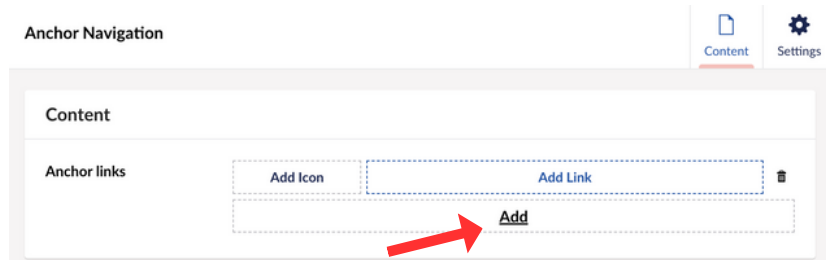 Anchor Navigation
Content
Settings
Content
Anchor links
Add Icon
Add Link
Add